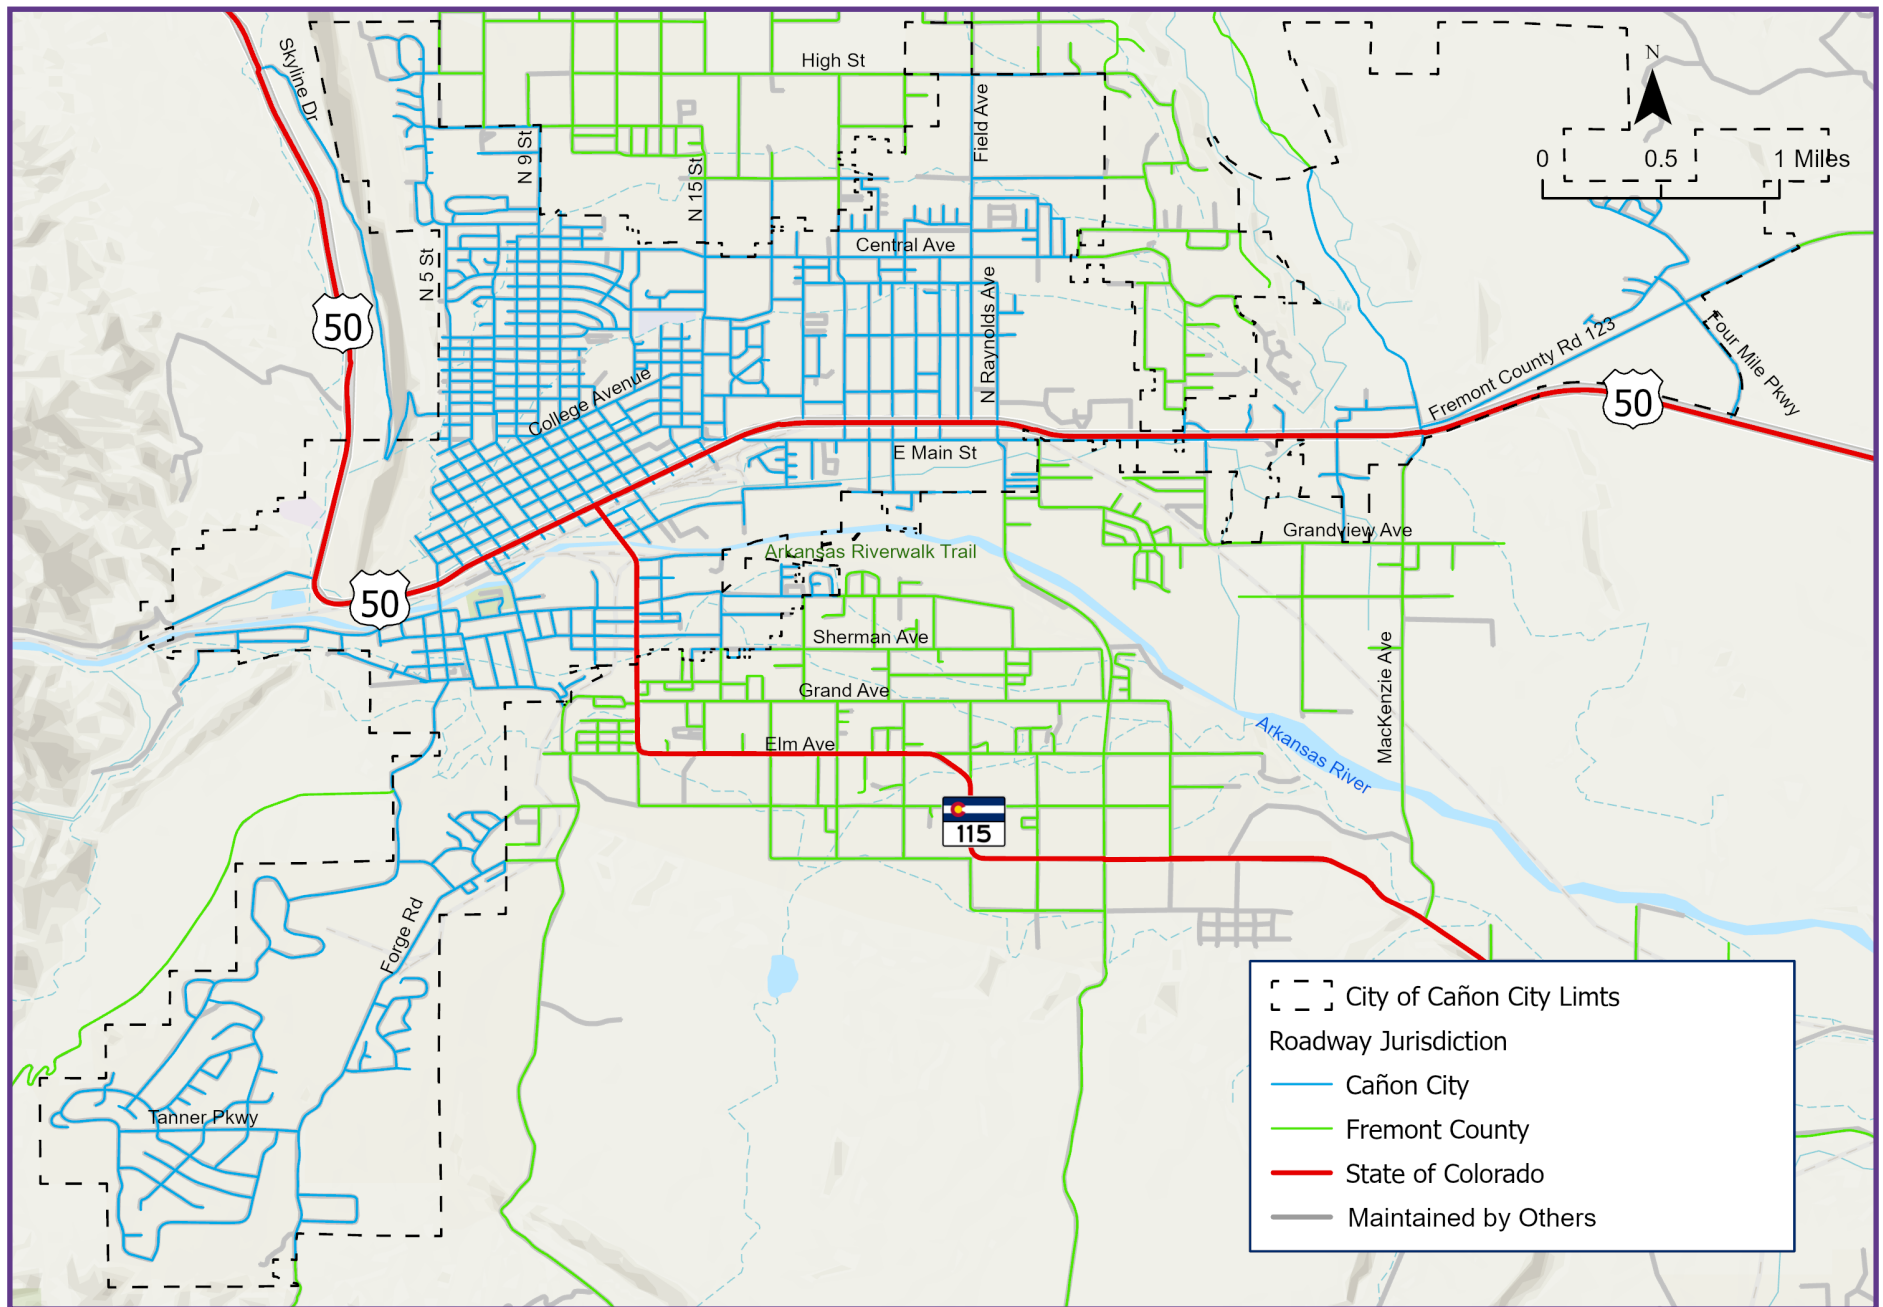 Skyline Dr
High St
N
0 0.5 1 Miles
N 9 St
Field Ave
N 15 St
N 5 St
Central Ave
50
N Raynolds Ave
Fremont County Rd 123
Four Mile Pkwy
50
College Avenue
E Main St
Grandview Ave
Arkansas Riverwalk Trail
50
Sherman Ave
MacKenzie Ave
Grand Ave
Elm Ave
Arkansas River
115
Forge Rd
Tanner Pkwy
City of Cañon City Limts
Roadway Jurisdiction
Cañon City
Fremont County
State of Colorado
Maintained by Others